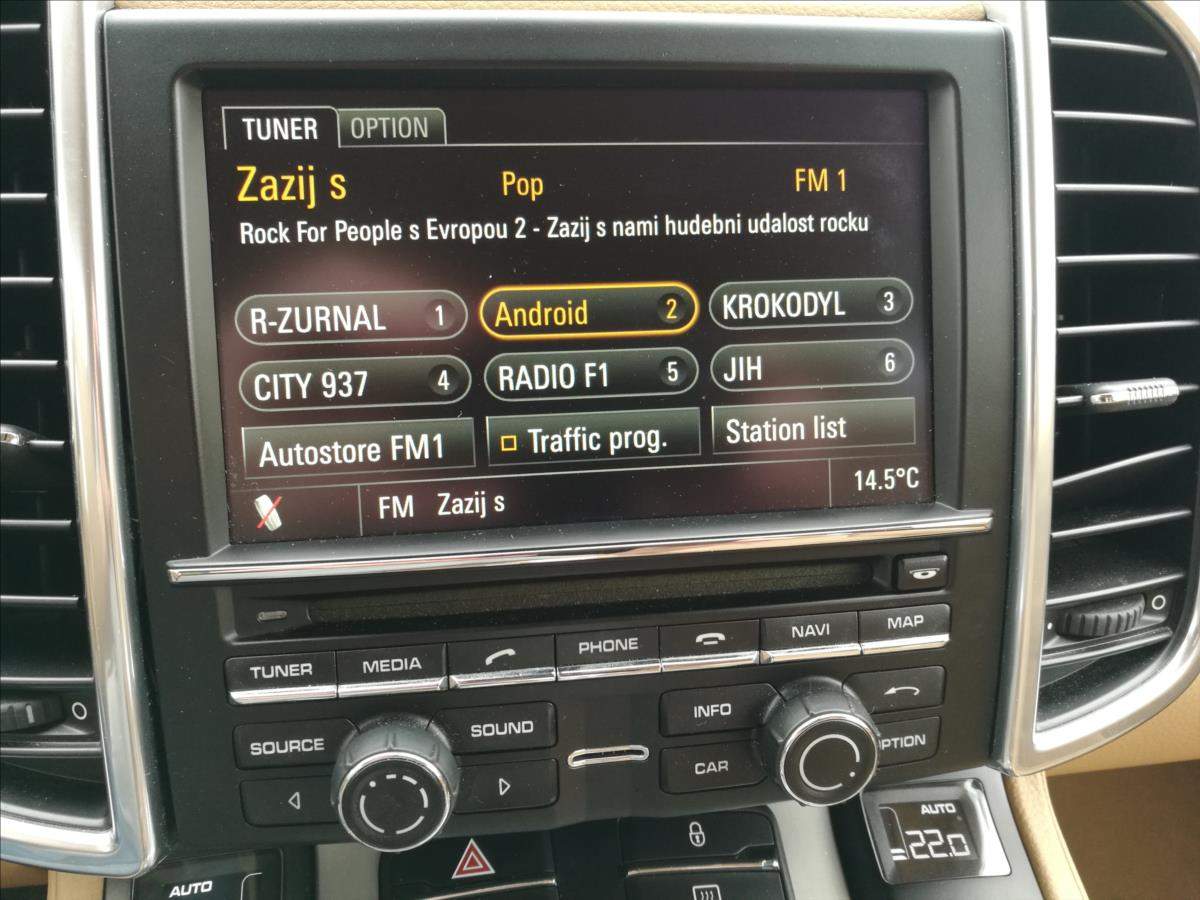 TUNER OPTION
Zazij s Pop FM 1
Rock For People s Evropou 2 - Zazij s nami hudebni udalost rocku
R-ZURNAL 1 Android 2 KROKODYL 3
CITY 937 4 RADIO F1 5 JIH 6
Autostore FM1 Traffic prog. Station list
FM Zazij s 14.5°C
TUNER MEDIA PHONE NAVI MAP
SOURCE SOUND INFO
CAR OPTION
AUTO
22.0
AUTO